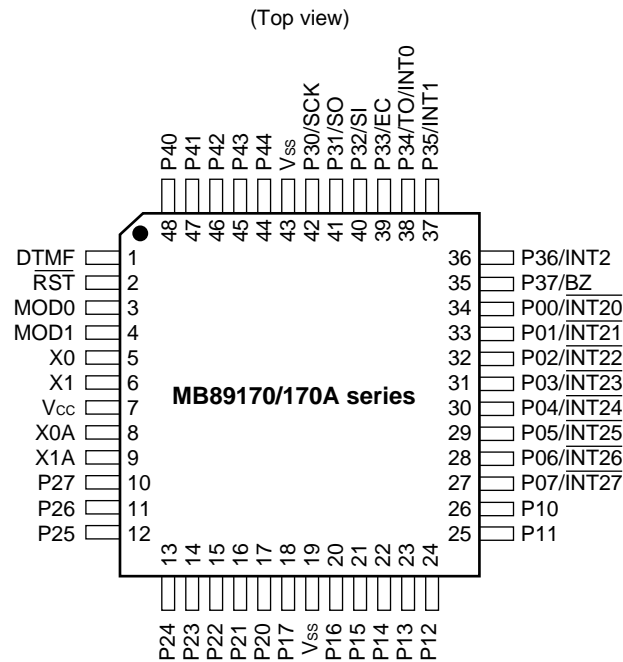 (Top view)
P40
P41
P42
P43
P44
Vss
P30/SCK
P31/SO
P32/SI
P33/EC
P34/TO/INT0
P35/INT1
48
47
46
45
44
43
42
41
40
39
38
37
DTMF 1
RST 2
MOD0 3
MOD1 4
X0 5
X1 6
Vcc 7
X0A 8
X1A 9
P27 10
P26 11
P25 12
MB89170/170A series
36 P36/INT2
35 P37/BZ
34 P00/INT20
33 P01/INT21
32 P02/INT22
31 P03/INT23
30 P04/INT24
29 P05/INT25
28 P06/INT26
27 P07/INT27
26 P10
25 P11
13
14
15
16
17
18
19
20
21
22
23
24
P24
P23
P22
P21
P20
P17
Vss
P16
P15
P14
P13
P12